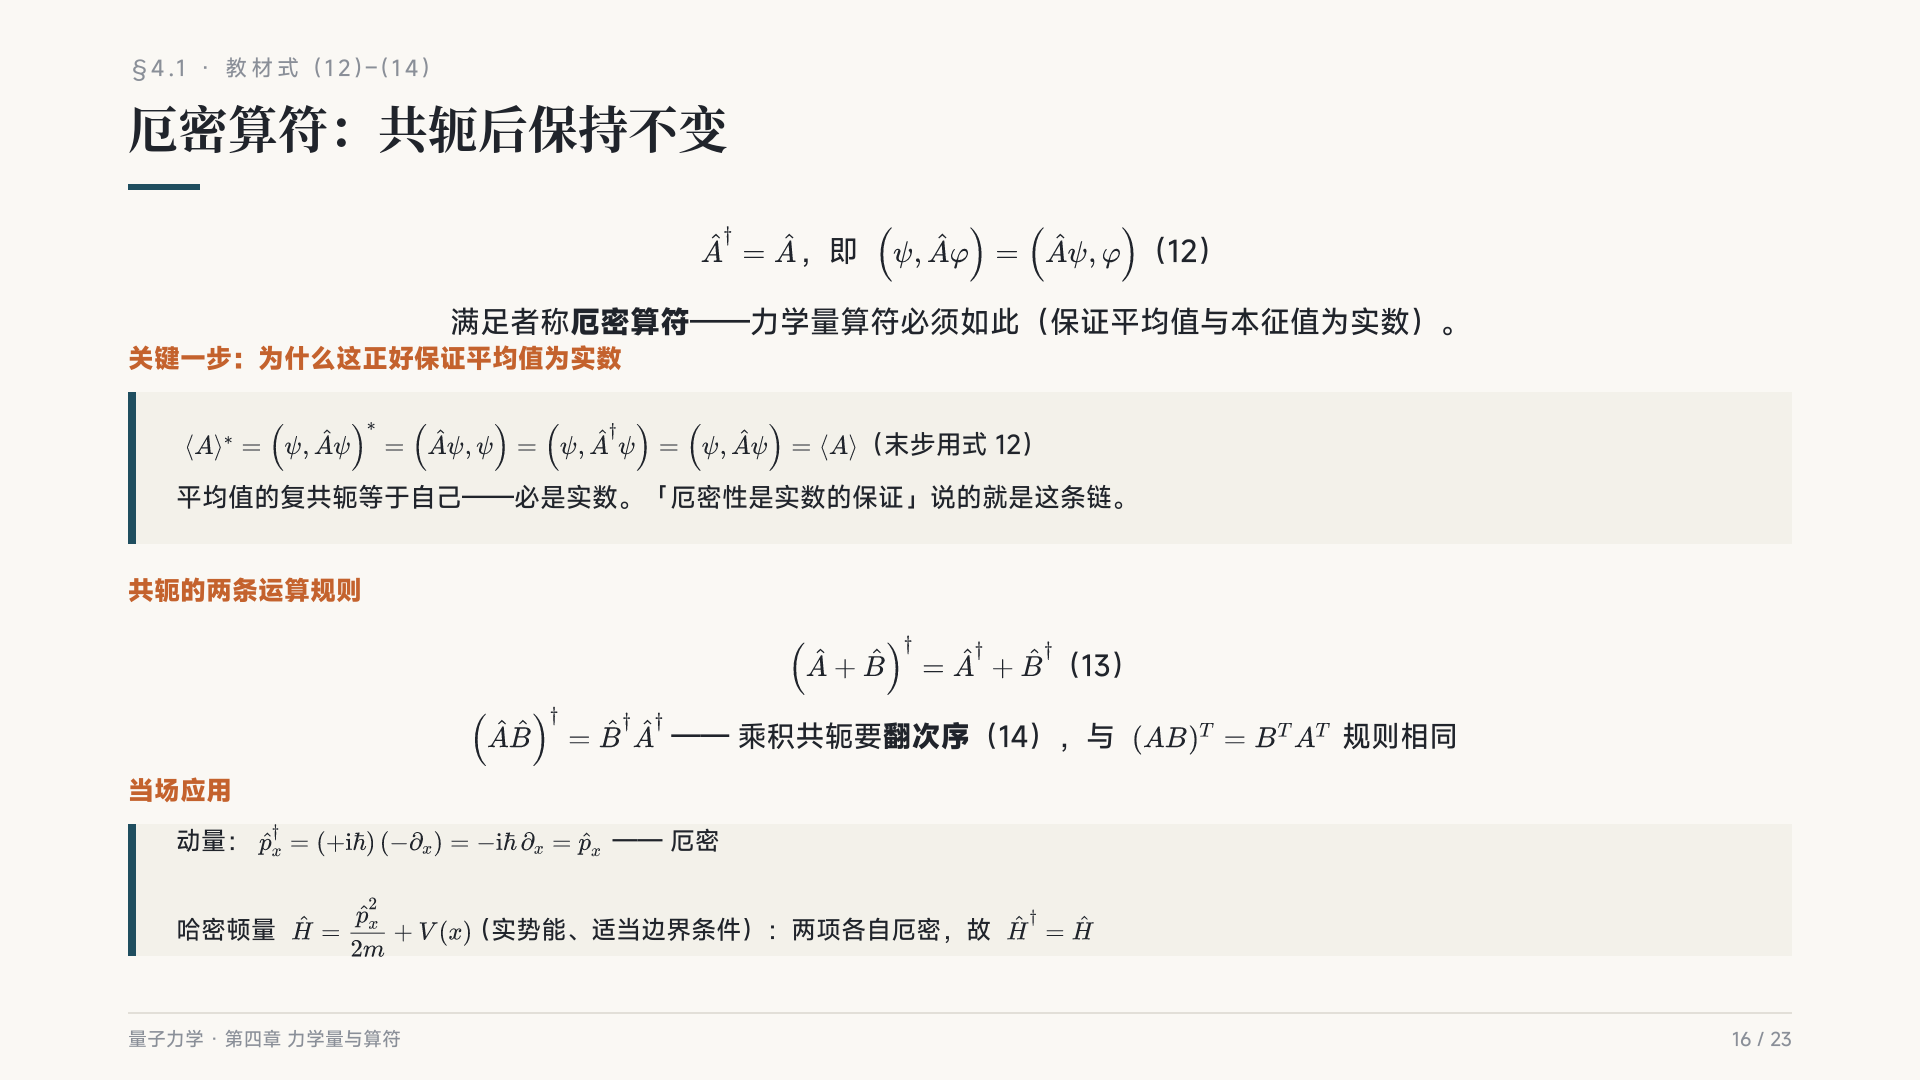 §4.1 · 教材式 (12)–(14)
厄密算符：共轭后保持不变
Â† = Â，即 (ψ, Âφ) = (Âψ, φ)（12）
满足者称厄密算符——力学量算符必须如此（保证平均值与本征值为实数）。
关键一步：为什么这正好保证平均值为实数
⟨A⟩* = (ψ, Âψ)* = (Âψ, ψ) = (ψ, Â†ψ) = (ψ, Âψ) = ⟨A⟩（末步用式 12）
平均值的复共轭等于自己——必是实数。「厄密性是实数的保证」说的就是这条链。
共轭的两条运算规则
(Â + B̂)† = Â† + B̂†（13）
(ÂB̂)† = B̂†Â† —— 乘积共轭要翻次序（14），与 (AB)ᵀ = BᵀAᵀ 规则相同
当场应用
动量： p̂ₓ† = (+iħ)(−∂ₓ) = −iħ∂ₓ = p̂ₓ —— 厄密
哈密顿量 Ĥ = p̂ₓ²/2m + V(x)（实势能、适当边界条件）：两项各自厄密，故 Ĥ† = Ĥ
量子力学 · 第四章 力学量与算符
16 / 23